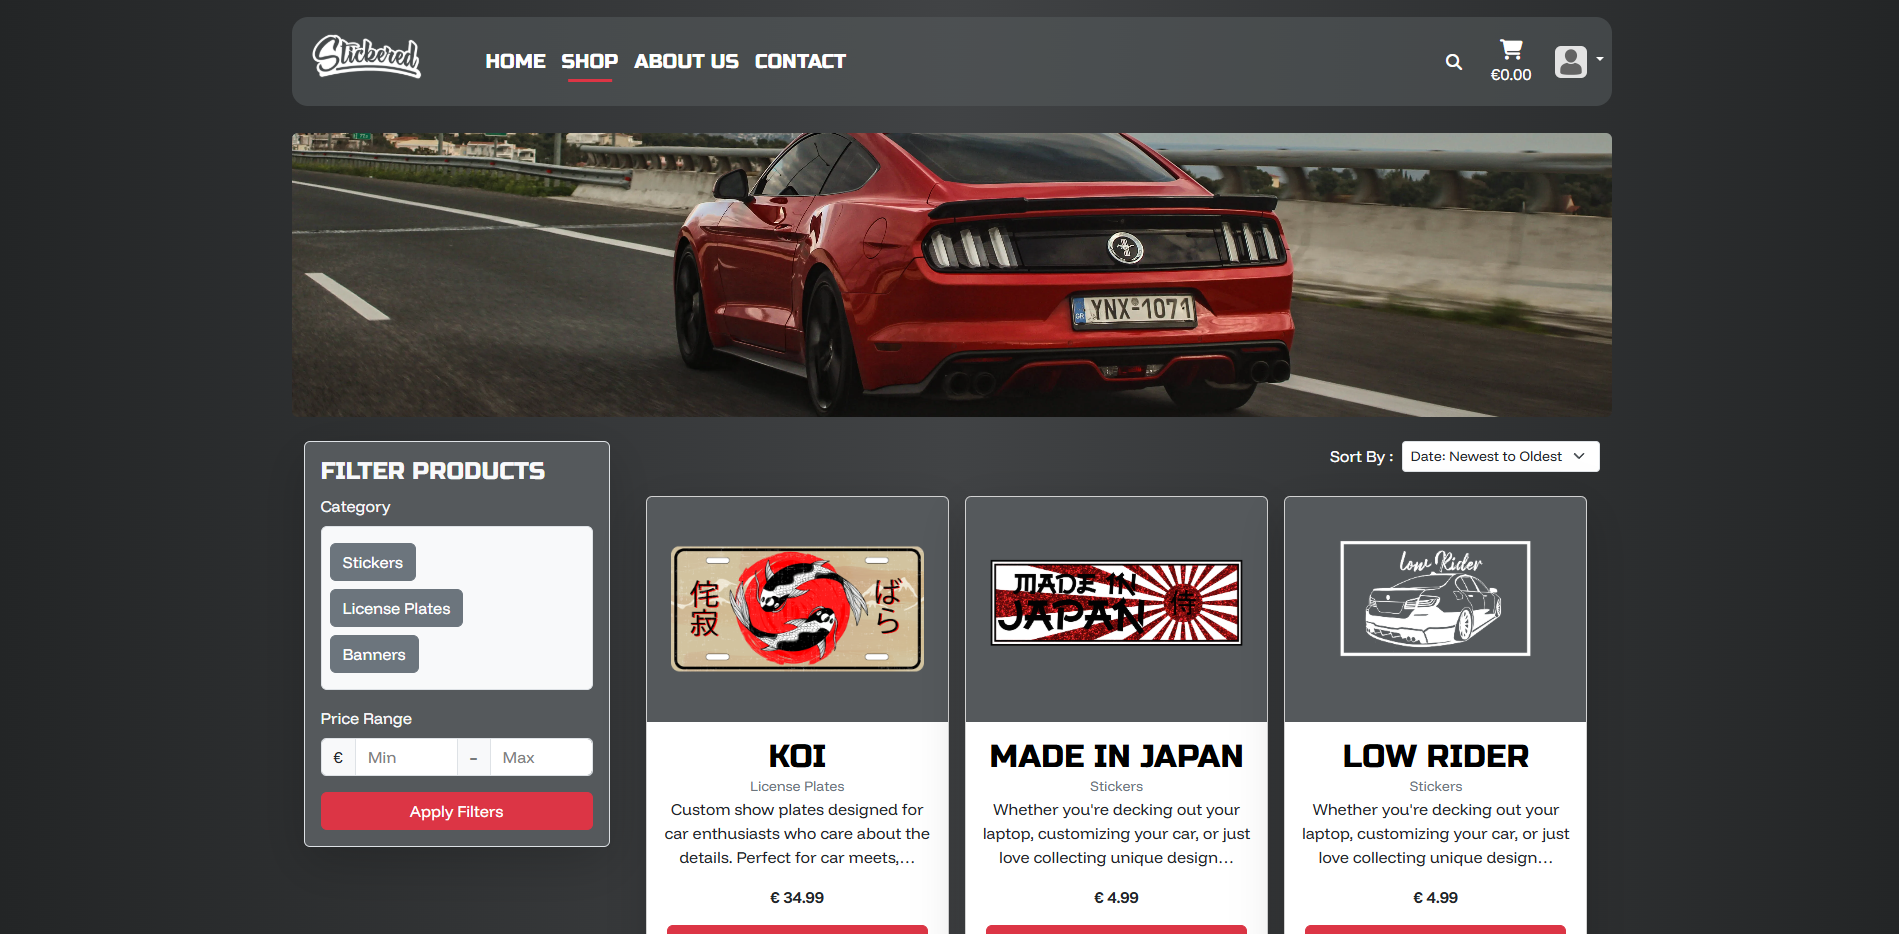 Stickered
HOME SHOP ABOUT US CONTACT
€0.00
GR YNX-1071
FILTER PRODUCTS
Category
Stickers
License Plates
Banners
Price Range
€ Min - Max
Apply Filters
Sort By : Date: Newest to Oldest
侘寂
ばら
KOI
License Plates
Custom show plates designed for
car enthusiasts who care about the
details. Perfect for car meets,...
€ 34.99
MADE IN
JAPAN
侍
MADE IN JAPAN
Stickers
Whether you're decking out your
laptop, customizing your car, or just
love collecting unique design...
€ 4.99
Low Rider
LOW RIDER
Stickers
Whether you're decking out your
laptop, customizing your car, or just
love collecting unique design...
€ 4.99